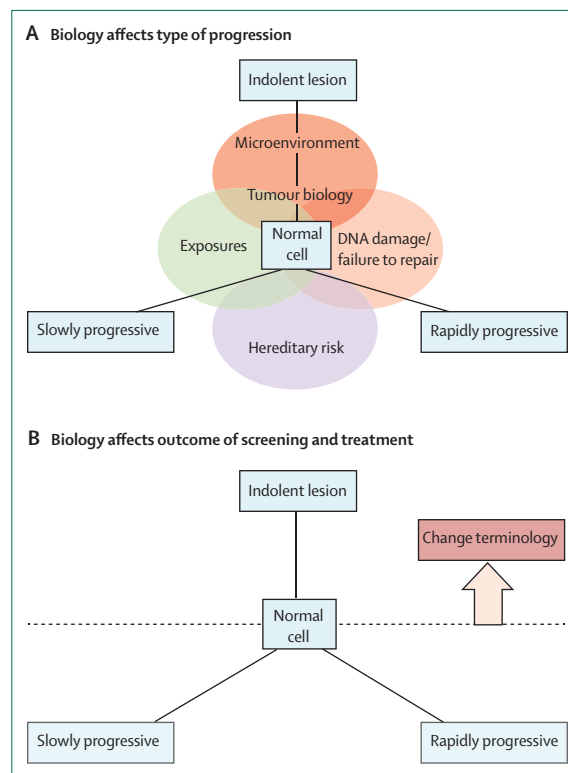 A Biology affects type of progression
Indolent lesion
Microenvironment
Tumour biology
Exposures
Normal
cell
DNA damage/
failure to repair
Slowly progressive
Rapidly progressive
Hereditary risk
B Biology affects outcome of screening and treatment
Indolent lesion
Change terminology
Normal
cell
Slowly progressive
Rapidly progressive